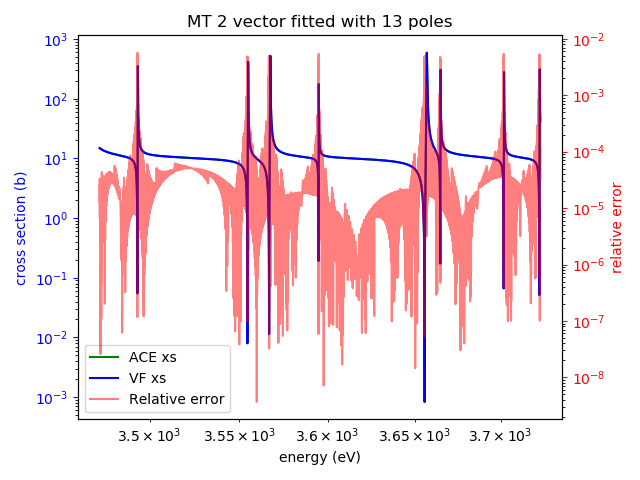 MT 2 vector fitted with 13 poles
10³
10²
10¹
10⁰
10⁻¹
10⁻²
10⁻³
cross section (b)
10⁻²
10⁻³
10⁻⁴
10⁻⁵
10⁻⁶
10⁻⁷
10⁻⁸
relative error
ACE xs
VF xs
Relative error
3.5 × 10³ 3.55 × 10³ 3.6 × 10³ 3.65 × 10³ 3.7 × 10³
energy (eV)